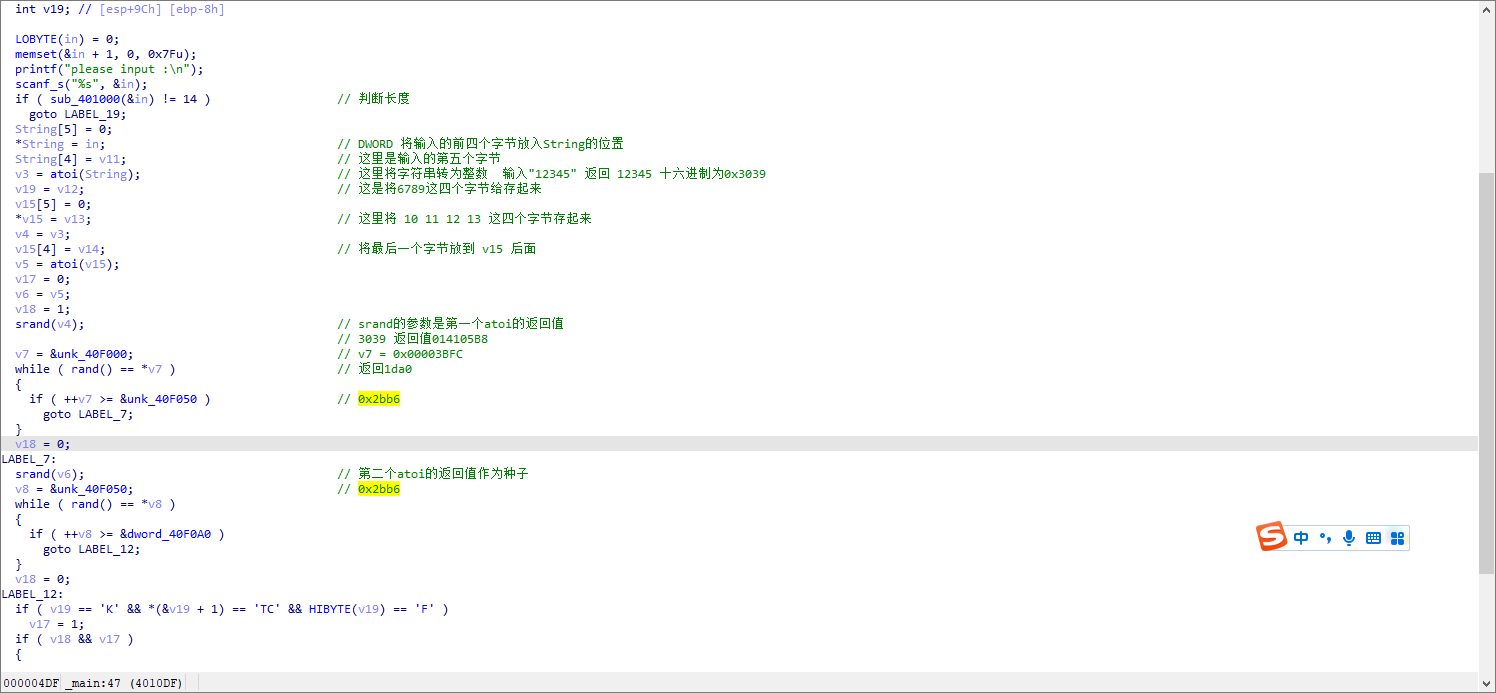 int v19; // [esp+9Ch] [ebp-8h]
LOBYTE(in) = 0;
memset(&in + 1, 0, 0x7Fu);
printf("please input :\n");
scanf_s("%s", &in);
if ( sub_401000(&in) != 14 ) // 判断长度
goto LABEL_19;
String[5] = 0;
*String = in; // DWORD 将输入的前四个字节放入String的位置
String[4] = v11; // 这里是输入的第五个字节
v3 = atoi(String); // 这里将字符串转为整数 输入"12345" 返回 12345 十六进制为0x3039
v19 = v12; // 这是将6789这四个字节给存起来
v15[5] = 0;
*v15 = v13; // 这里将 10 11 12 13 这四个字节存起来
v4 = v3;
v15[4] = v14; // 将最后一个字节放到 v15 后面
v5 = atoi(v15);
v17 = 0;
v6 = v5;
v18 = 1;
srand(v4); // srand的参数是第一个atoi的返回值
// 3039 返回值014105B8
v7 = &unk_40F000; // v7 = 0x00003BFC
while ( rand() == *v7 ) // 返回1da0
{
if ( ++v7 >= &unk_40F050 ) // 0x2bb6
goto LABEL_7;
}
v18 = 0;
LABEL_7:
srand(v6); // 第二个atoi的返回值作为种子
v8 = &unk_40F050; // 0x2bb6
while ( rand() == *v8 )
{
if ( ++v8 >= &dword_40F0A0 )
goto LABEL_12;
}
v18 = 0;
LABEL_12:
if ( v19 == 'K' && *(&v19 + 1) == 'TC' && HIBYTE(v19) == 'F' )
v17 = 1;
if ( v18 && v17 )
{
000004DF _main:47 (4010DF)
S 中